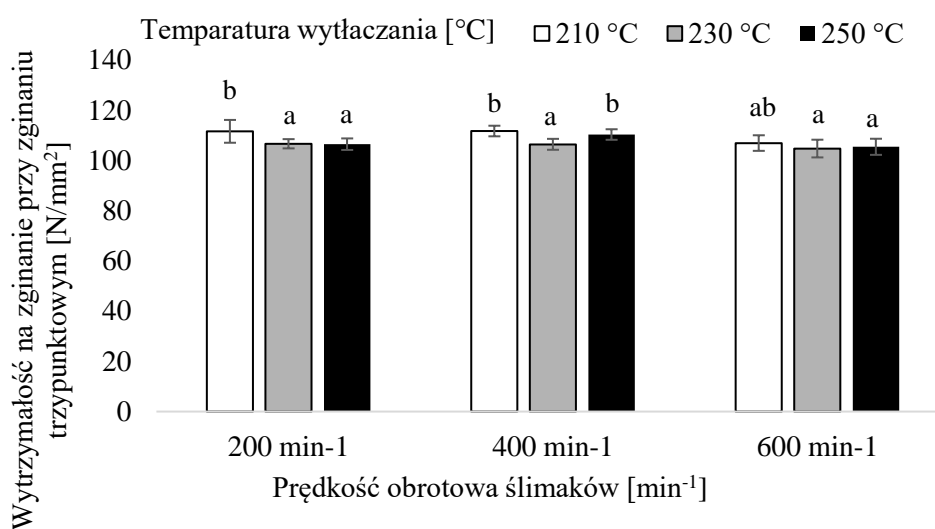 Temparatura wytłaczania [°C] 210 °C 230 °C 250 °C
Wytrzymałość na zginanie przy zginaniu
trzypunktowym [N/mm²]
140
120
100
80
60
40
20
0
b a a b a b ab a a
200 min-1 400 min-1 600 min-1
Prędkość obrotowa ślimaków [min⁻¹]